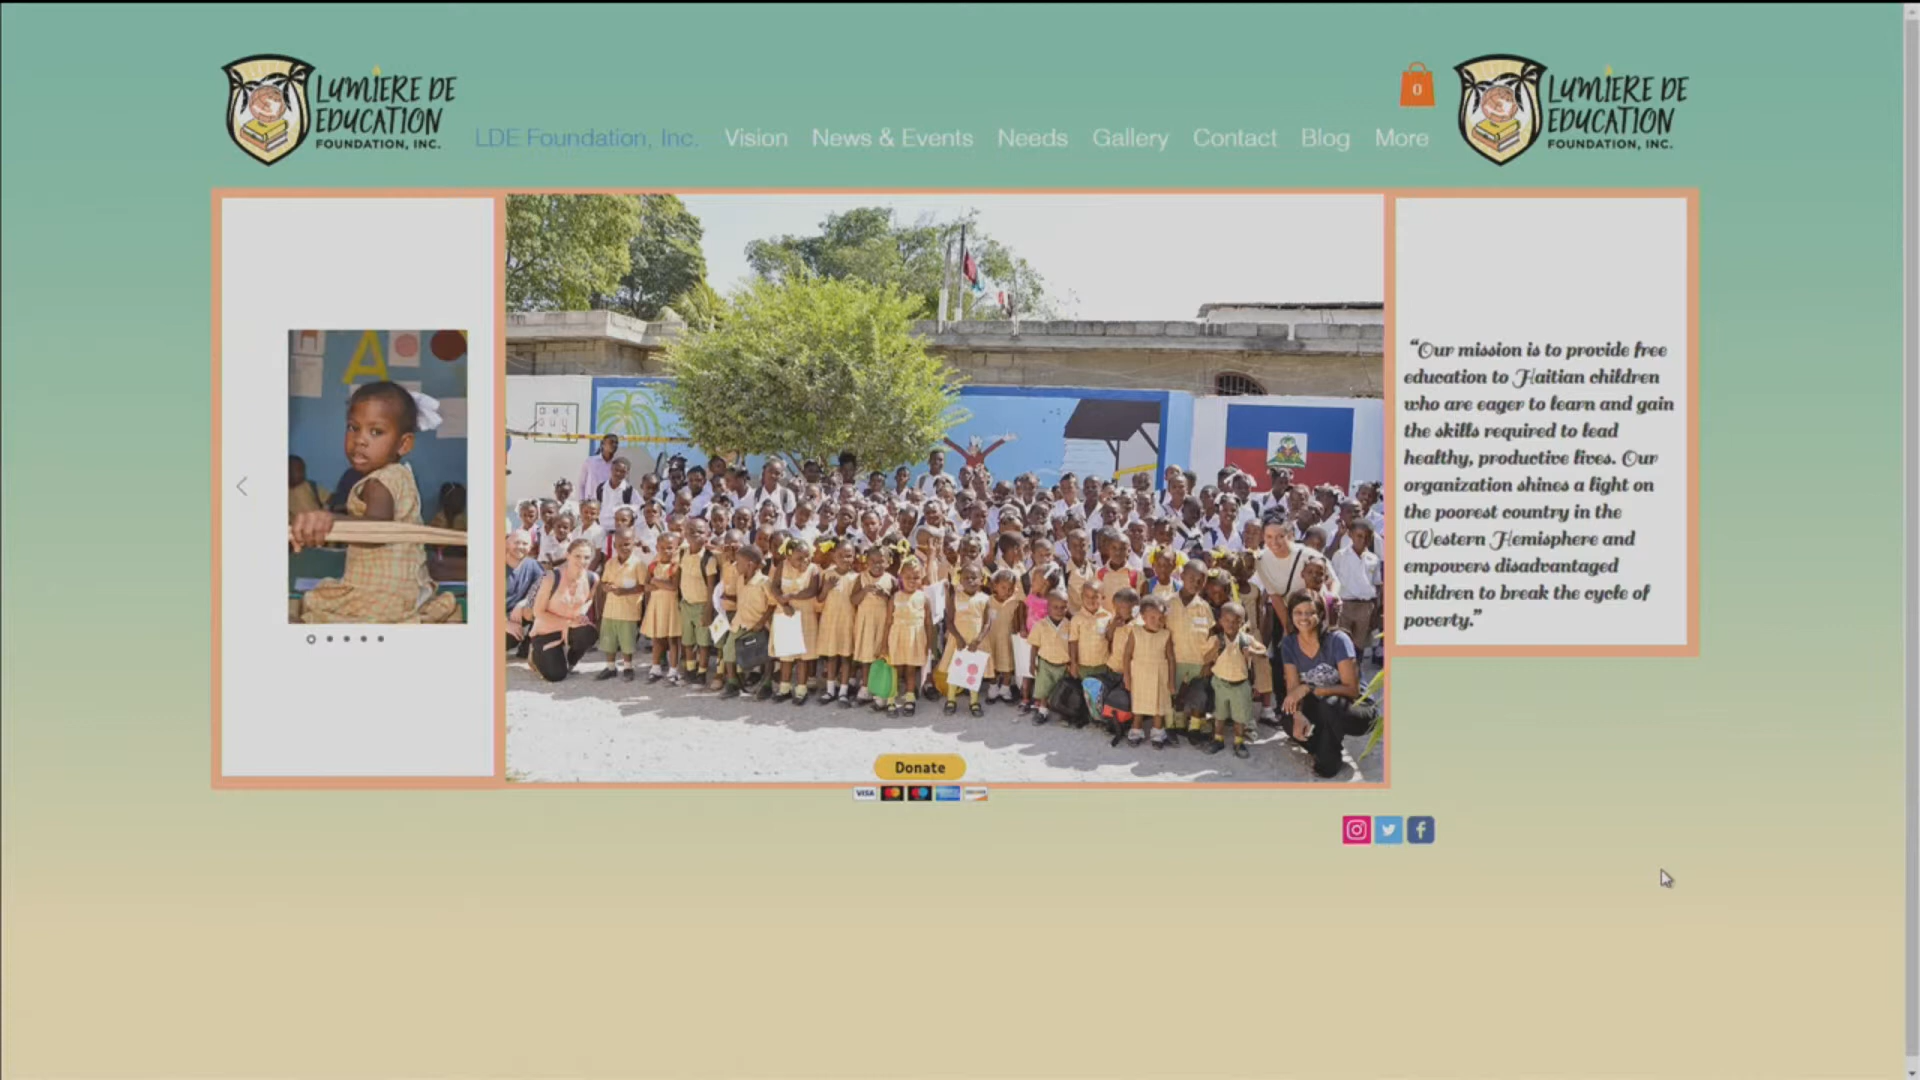 LUMIERE DE
EDUCATION
FOUNDATION, INC.
LDE Foundation, Inc. Vision News & Events Needs Gallery Contact Blog More
0
LUMIERE DE
EDUCATION
FOUNDATION, INC.
A
“Our mission is to provide free
education to Haitian children
who are eager to learn and gain
the skills required to lead
healthy, productive lives. Our
organization shines a light on
the poorest country in the
Western Hemisphere and
empowers disadvantaged
children to break the cycle of
poverty.”
Donate
VISA